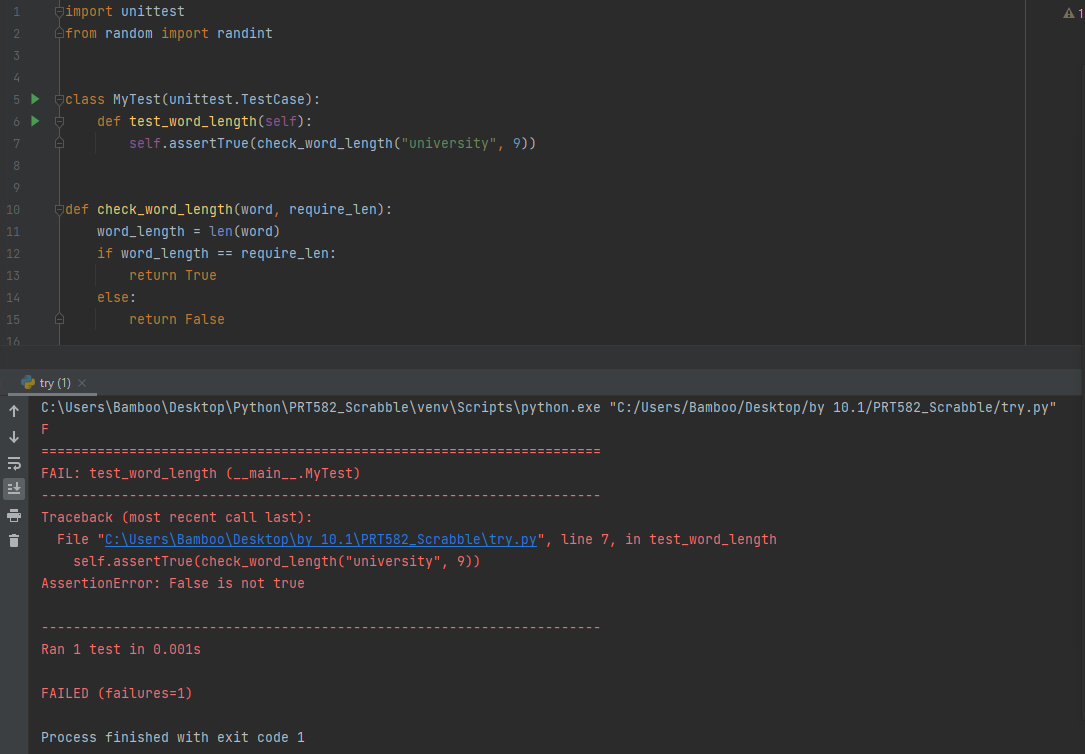 1 import unittest
2 from random import randint
3
4
5 class MyTest(unittest.TestCase):
6     def test_word_length(self):
7         self.assertTrue(check_word_length("university", 9))
8
9
10 def check_word_length(word, require_len):
11     word_length = len(word)
12     if word_length == require_len:
13         return True
14     else:
15         return False
16
1
try (1)
C:\Users\Bamboo\Desktop\Python\PRT582_Scrabble\venv\Scripts\python.exe "C:/Users/Bamboo/Desktop/by 10.1/PRT582_Scrabble/try.py"
F
======================================================================
FAIL: test_word_length (__main__.MyTest)
----------------------------------------------------------------------
Traceback (most recent call last):
  File "C:\Users\Bamboo\Desktop\by 10.1\PRT582_Scrabble\try.py", line 7, in test_word_length
    self.assertTrue(check_word_length("university", 9))
AssertionError: False is not true

----------------------------------------------------------------------
Ran 1 test in 0.001s

FAILED (failures=1)

Process finished with exit code 1